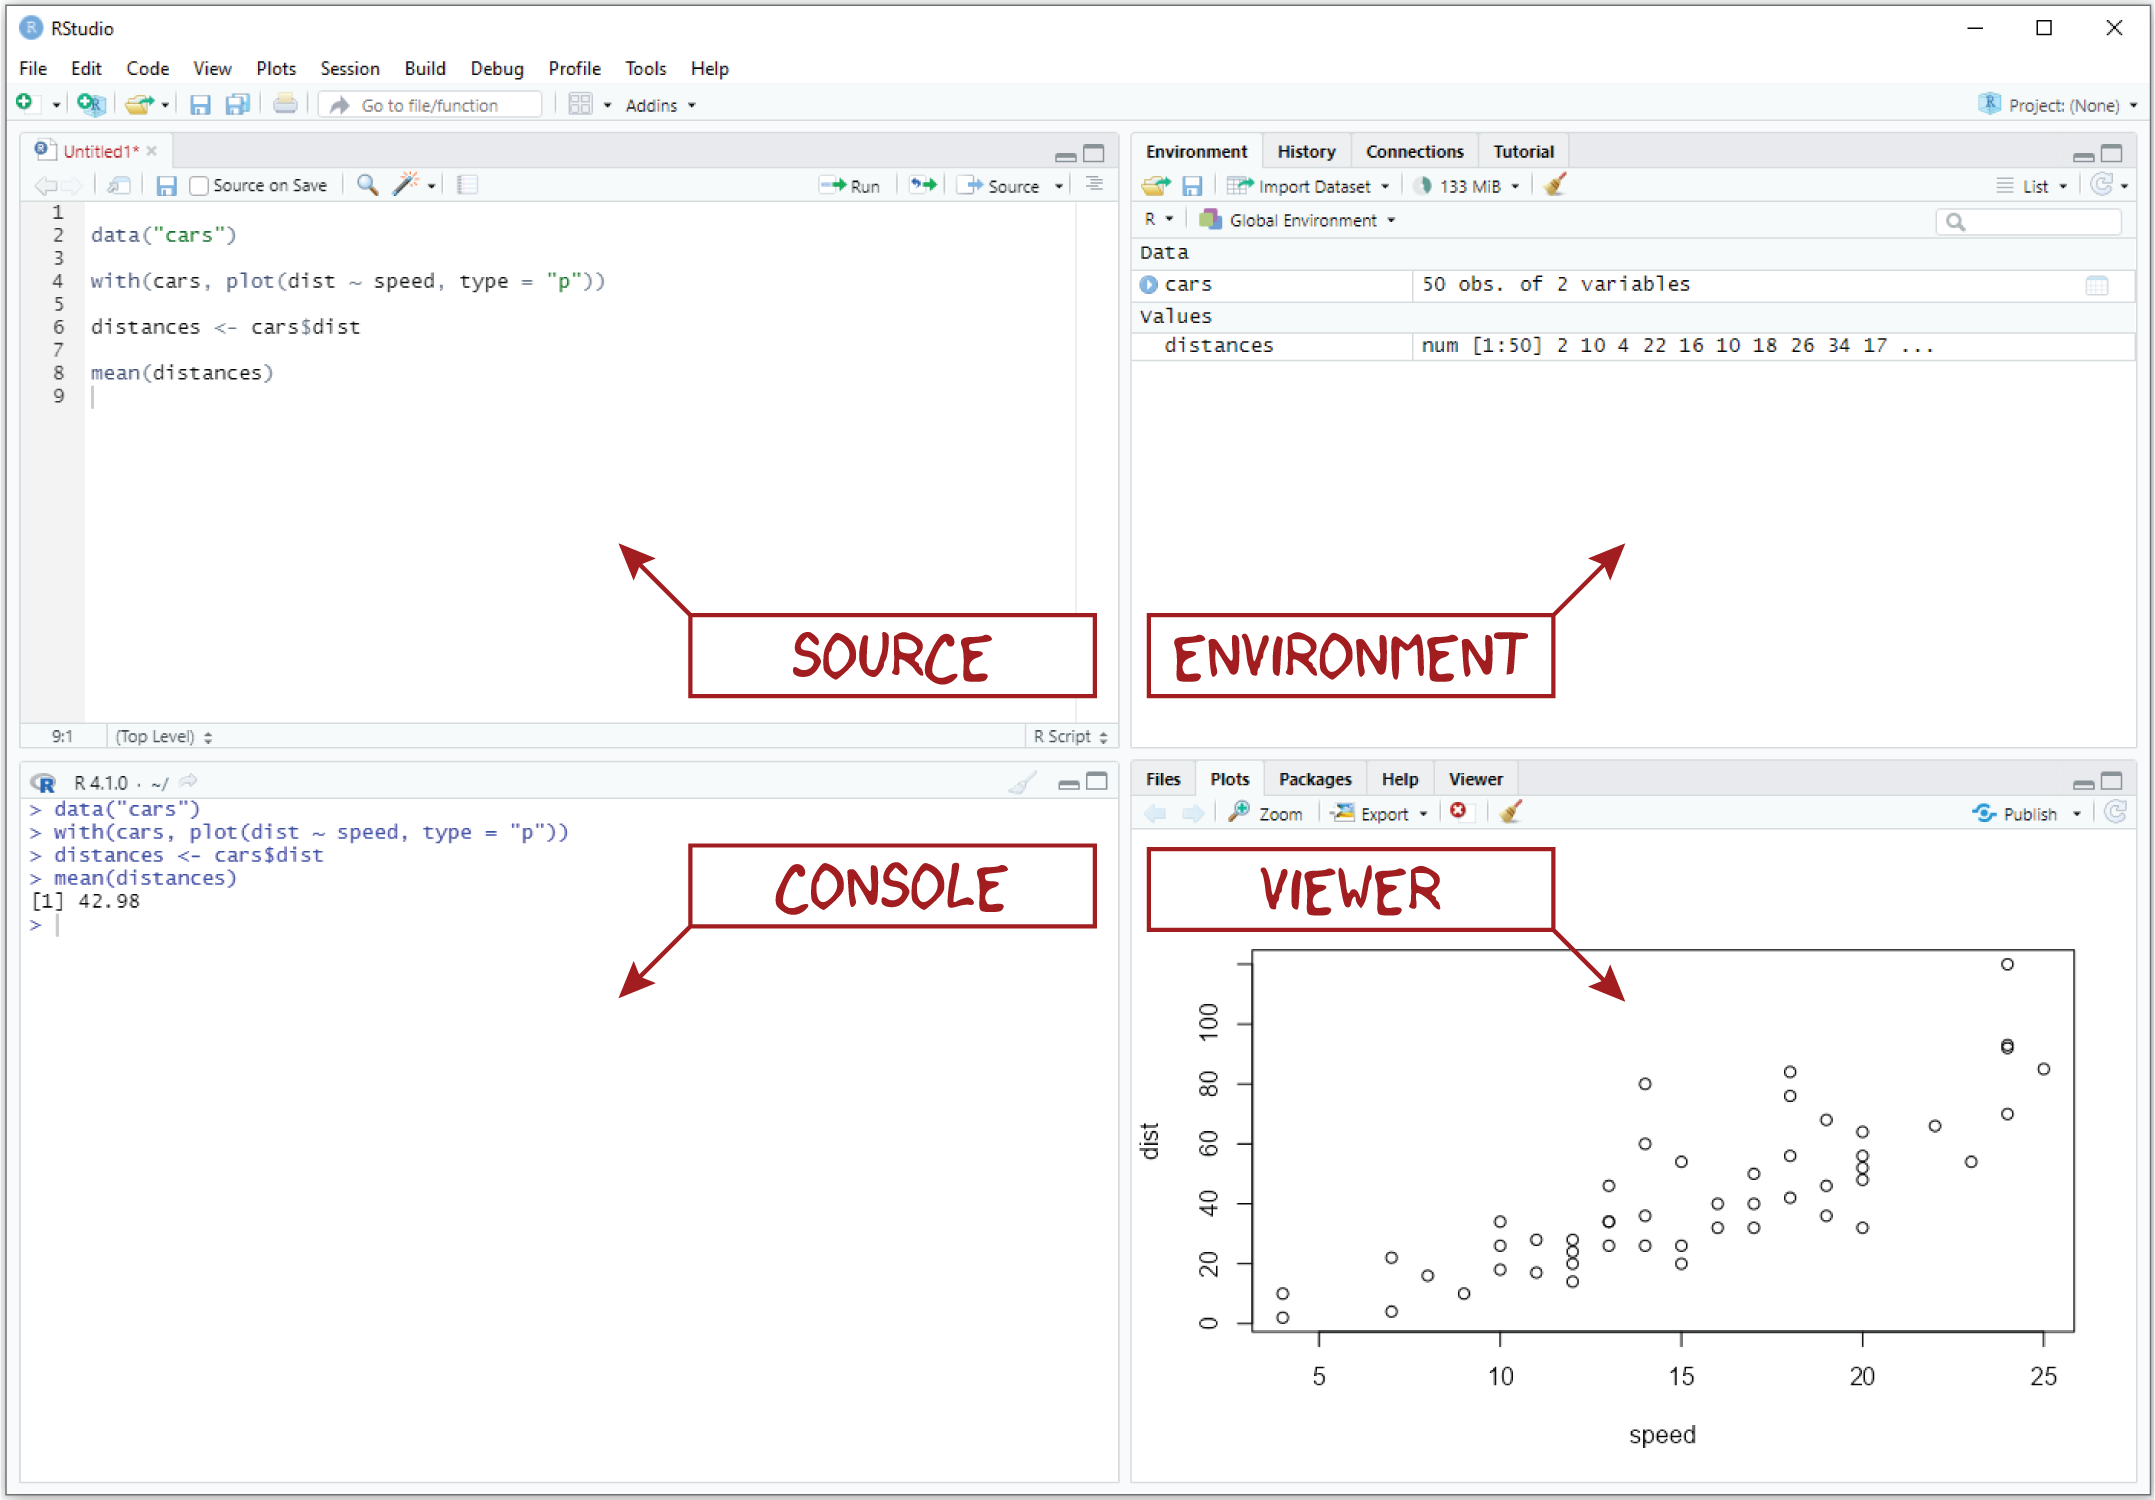 RStudio
File Edit Code View Plots Session Build Debug Profile Tools Help
Go to file/function Addins Project: (None)
Untitled1*
Source on Save Run Source
1
2 data("cars")
3
4 with(cars, plot(dist ~ speed, type = "p"))
5
6 distances <- cars$dist
7
8 mean(distances)
9
SOURCE
9:1 (Top Level) R Script
Environment History Connections Tutorial
Import Dataset 133 MiB List
R Global Environment
Data
cars 50 obs. of 2 variables
Values
distances num [1:50] 2 10 4 22 16 10 18 26 34 17 ...
ENVIRONMENT
R R 4.1.0 · ~/
> data("cars")
> with(cars, plot(dist ~ speed, type = "p"))
> distances <- cars$dist
> mean(distances)
[1] 42.98
>
CONSOLE
Files Plots Packages Help Viewer
Zoom Export Publish
VIEWER
dist
100
80
60
40
20
0
5 10 15 20 25
speed